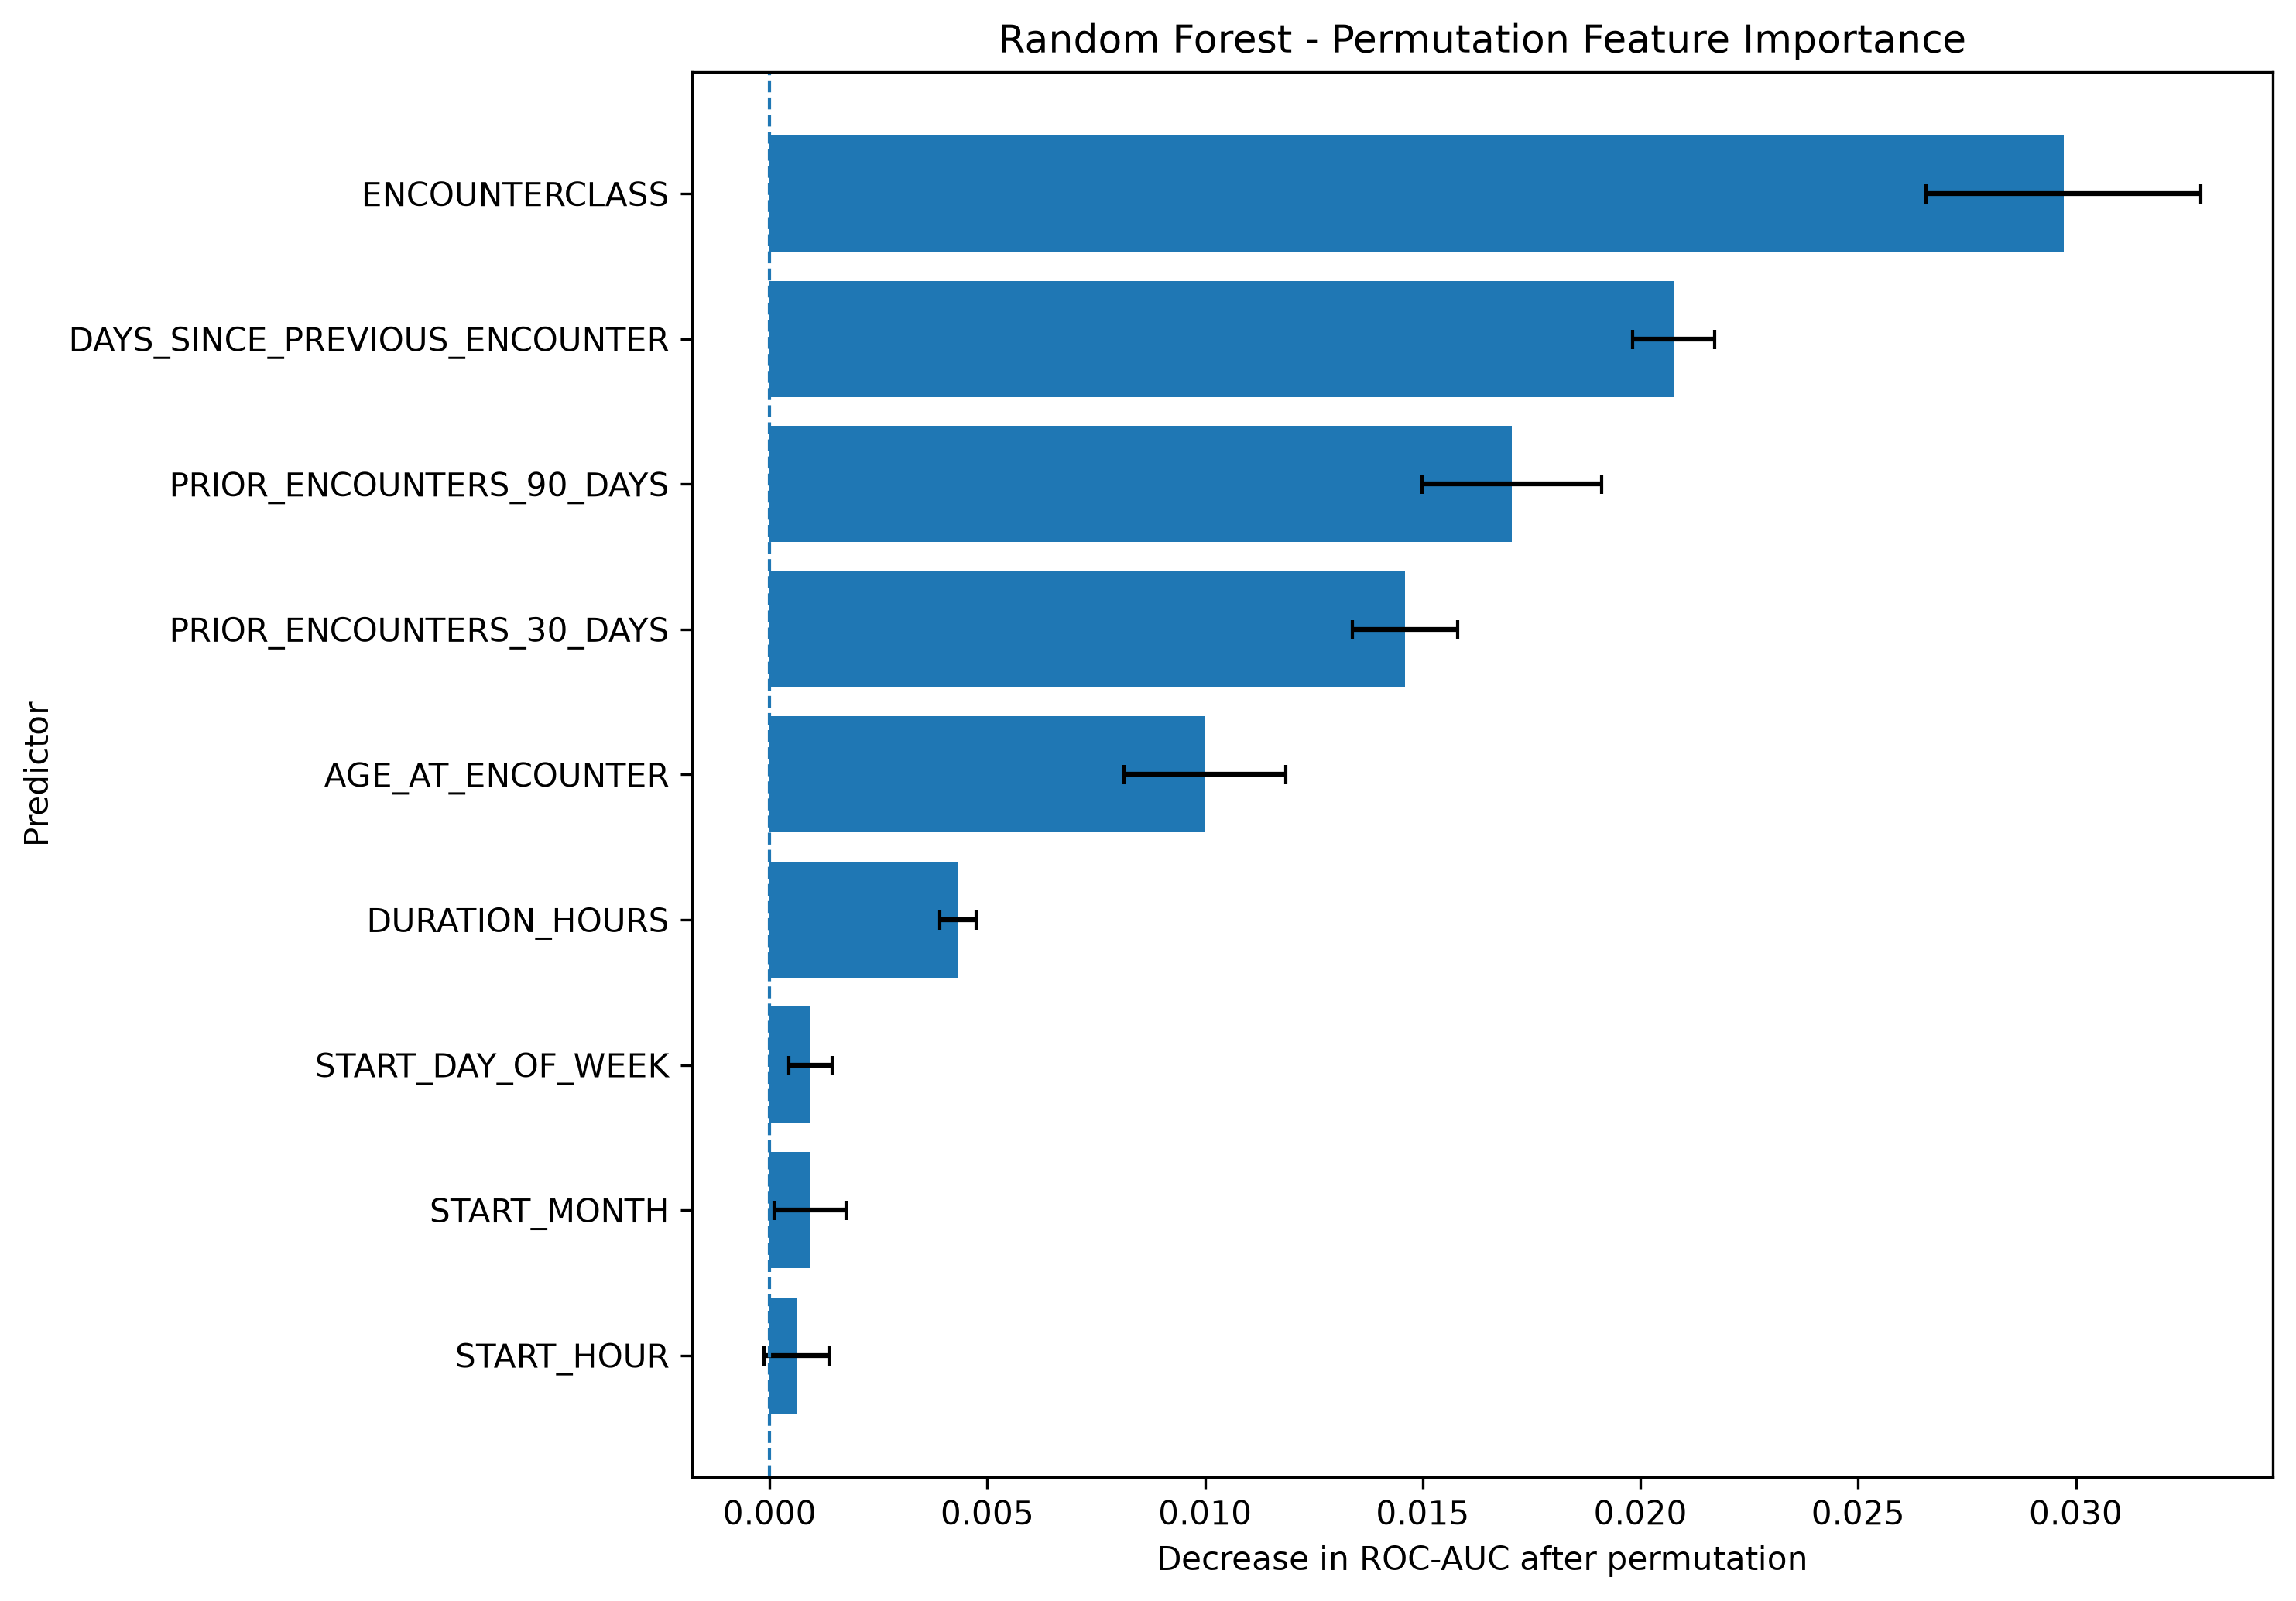 Random Forest - Permutation Feature Importance
ENCOUNTERCLASS
DAYS_SINCE_PREVIOUS_ENCOUNTER
PRIOR_ENCOUNTERS_90_DAYS
PRIOR_ENCOUNTERS_30_DAYS
AGE_AT_ENCOUNTER
DURATION_HOURS
START_DAY_OF_WEEK
START_MONTH
START_HOUR
Predictor
0.000 0.005 0.010 0.015 0.020 0.025 0.030
Decrease in ROC-AUC after permutation